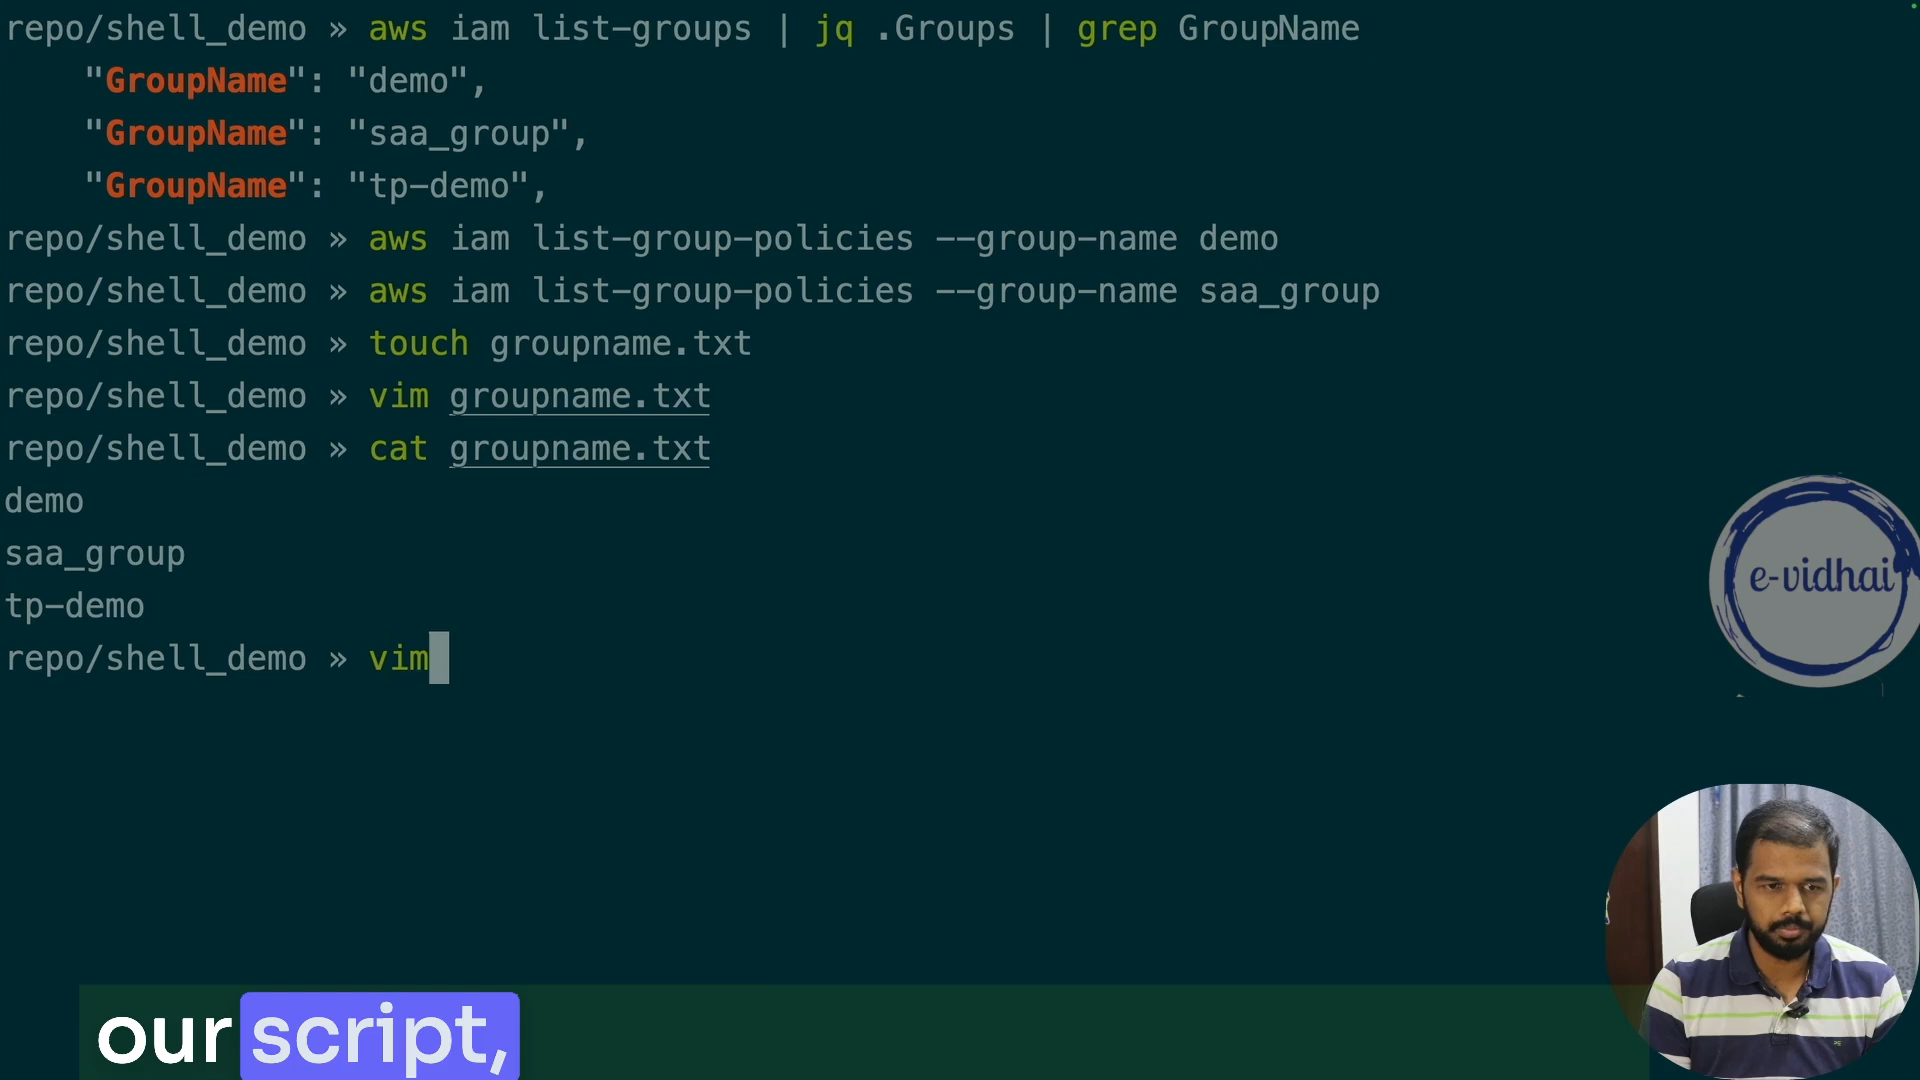 repo/shell_demo » aws iam list-groups | jq .Groups | grep GroupName
"GroupName": "demo",
"GroupName": "saa_group",
"GroupName": "tp-demo",
repo/shell_demo » aws iam list-group-policies --group-name demo
repo/shell_demo » aws iam list-group-policies --group-name saa_group
repo/shell_demo » touch groupname.txt
repo/shell_demo » vim groupname.txt
repo/shell_demo » cat groupname.txt
demo
saa_group
tp-demo
repo/shell_demo » vim
e-vidhai
our script,